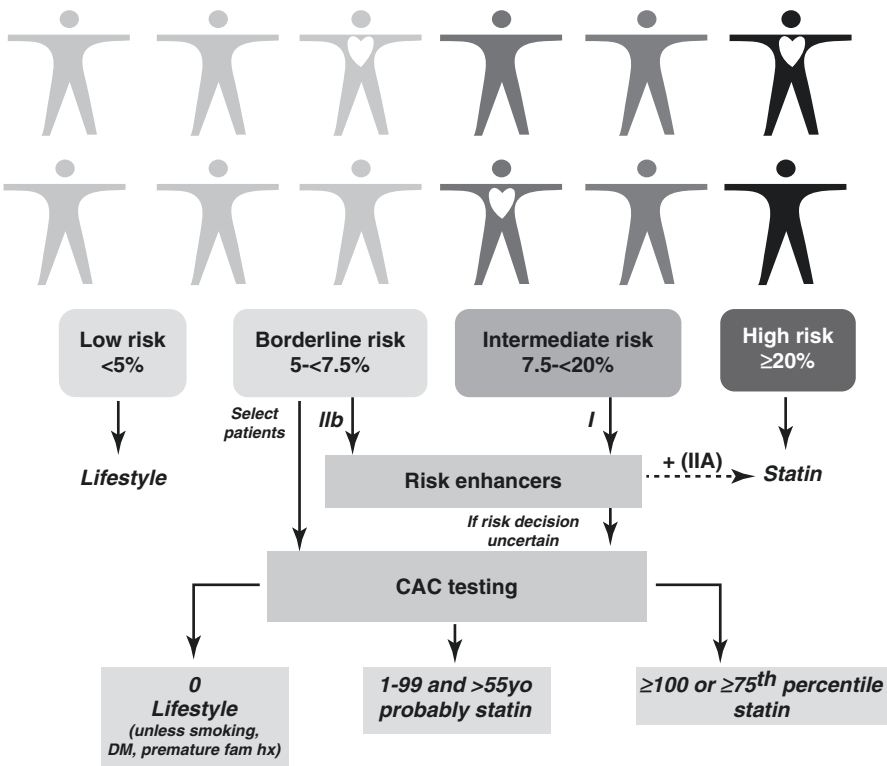 Low risk
<5%
Borderline risk
5-<7.5%
Intermediate risk
7.5-<20%
High risk
≥20%
Select
patients
IIb
I
Lifestyle
Risk enhancers
+ (IIA)
Statin
If risk decision
uncertain
CAC testing
0
Lifestyle
(unless smoking,
DM, premature fam hx)
1-99 and >55yo
probably statin
≥100 or ≥75th percentile
statin